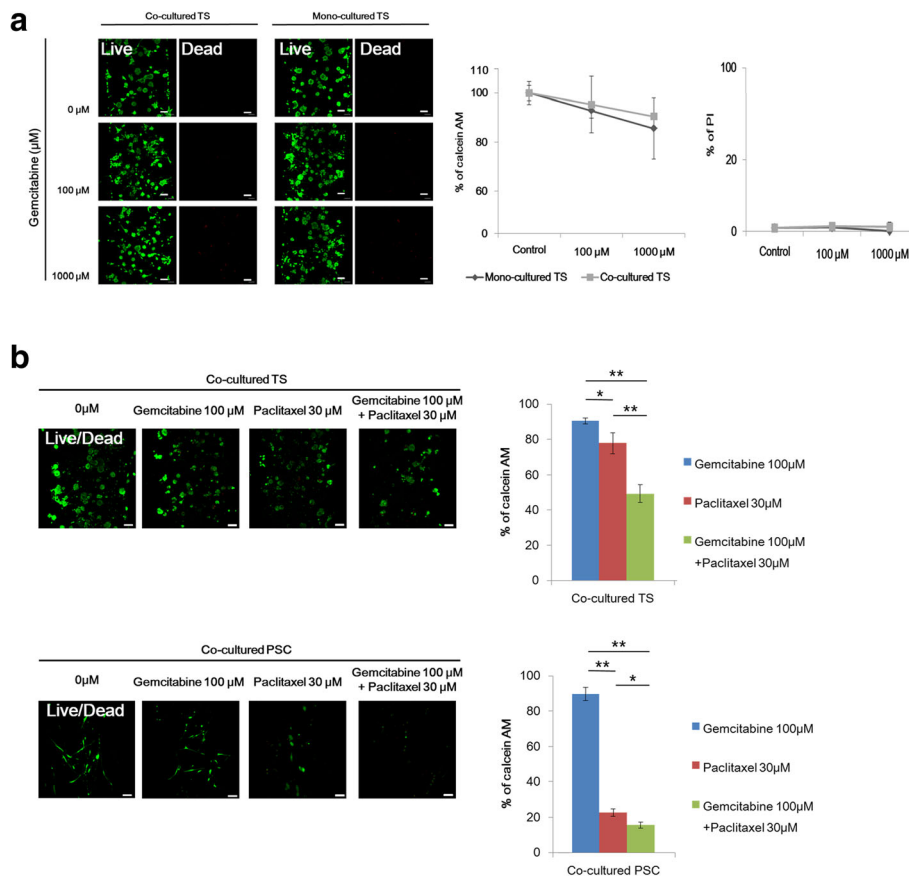 a
Co-cultured TS
Mono-cultured TS
Live
Dead
Live
Dead
Gemcitabine (μM)
0 μM
100 μM
1000 μM
% of calcein AM
110
100
80
60
0
Control
100 μM
1000 μM
Mono-cultured TS
Co-cultured TS
% of PI
100
20
0
Control
100 μM
1000 μM
b
Co-cultured TS
0μM
Gemcitabine 100 μM
Paclitaxel 30 μM
Gemcitabine 100 μM
+ Paclitaxel 30 μM
Live/Dead
% of calcein AM
100
80
60
40
20
0
**
*
**
Co-cultured TS
Gemcitabine 100μM
Paclitaxel 30μM
Gemcitabine 100μM
+Paclitaxel 30μM
Co-cultured PSC
0μM
Gemcitabine 100 μM
Paclitaxel 30 μM
Gemcitabine 100 μM
+ Paclitaxel 30 μM
Live/Dead
% of calcein AM
100
80
60
40
20
0
**
**
*
Co-cultured PSC
Gemcitabine 100μM
Paclitaxel 30μM
Gemcitabine 100μM
+Paclitaxel 30μM